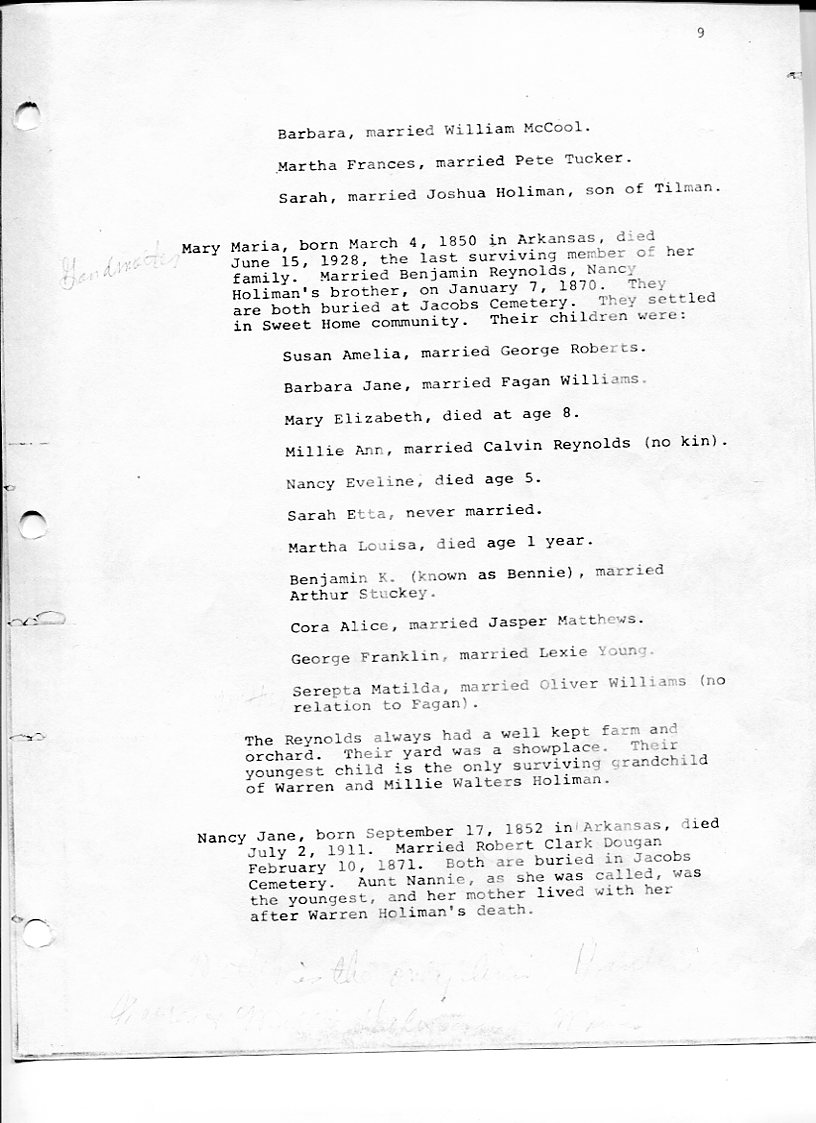 9
Barbara, married William McCool.
Martha Frances, married Pete Tucker.
Sarah, married Joshua Holiman, son of Tilman.
Mary Maria, born March 4, 1850 in Arkansas, died
June 15, 1928, the last surviving member of her
family. Married Benjamin Reynolds, Nancy
Holiman's brother, on January 7, 1870. They
are both buried at Jacobs Cemetery. They settled
in Sweet Home community. Their children were:
Susan Amelia, married George Roberts.
Barbara Jane, married Fagan Williams.
Mary Elizabeth, died at age 8.
Millie Ann, married Calvin Reynolds (no kin).
Nancy Eveline, died age 5.
Sarah Etta, never married.
Martha Louisa, died age 1 year.
Benjamin K. (known as Bennie), married
Arthur Stuckey.
Cora Alice, married Jasper Matthews.
George Franklin, married Lexie Young.
Serepta Matilda, married Oliver Williams (no
relation to Fagan).
The Reynolds always had a well kept farm and
orchard. Their yard was a showplace. Their
youngest child is the only surviving grandchild
of Warren and Millie Walters Holiman.
Nancy Jane, born September 17, 1852 in Arkansas, died
July 2, 1911. Married Robert Clark Dougan
February 10, 1871. Both are buried in Jacobs
Cemetery. Aunt Nannie, as she was called, was
the youngest, and her mother lived with her
after Warren Holiman's death.
is the only